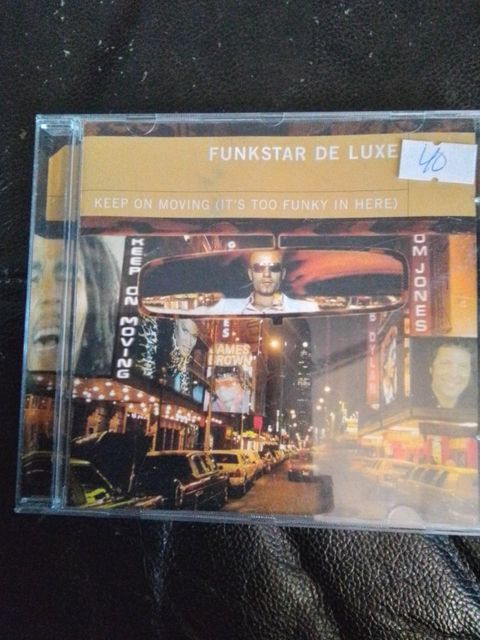 FUNKSTAR DE LUXE
40
KEEP ON MOVING (IT'S TOO FUNKY IN HERE)
KEEP ON MOVING
JAMES
BROWN
B DYLAN
OM JONES